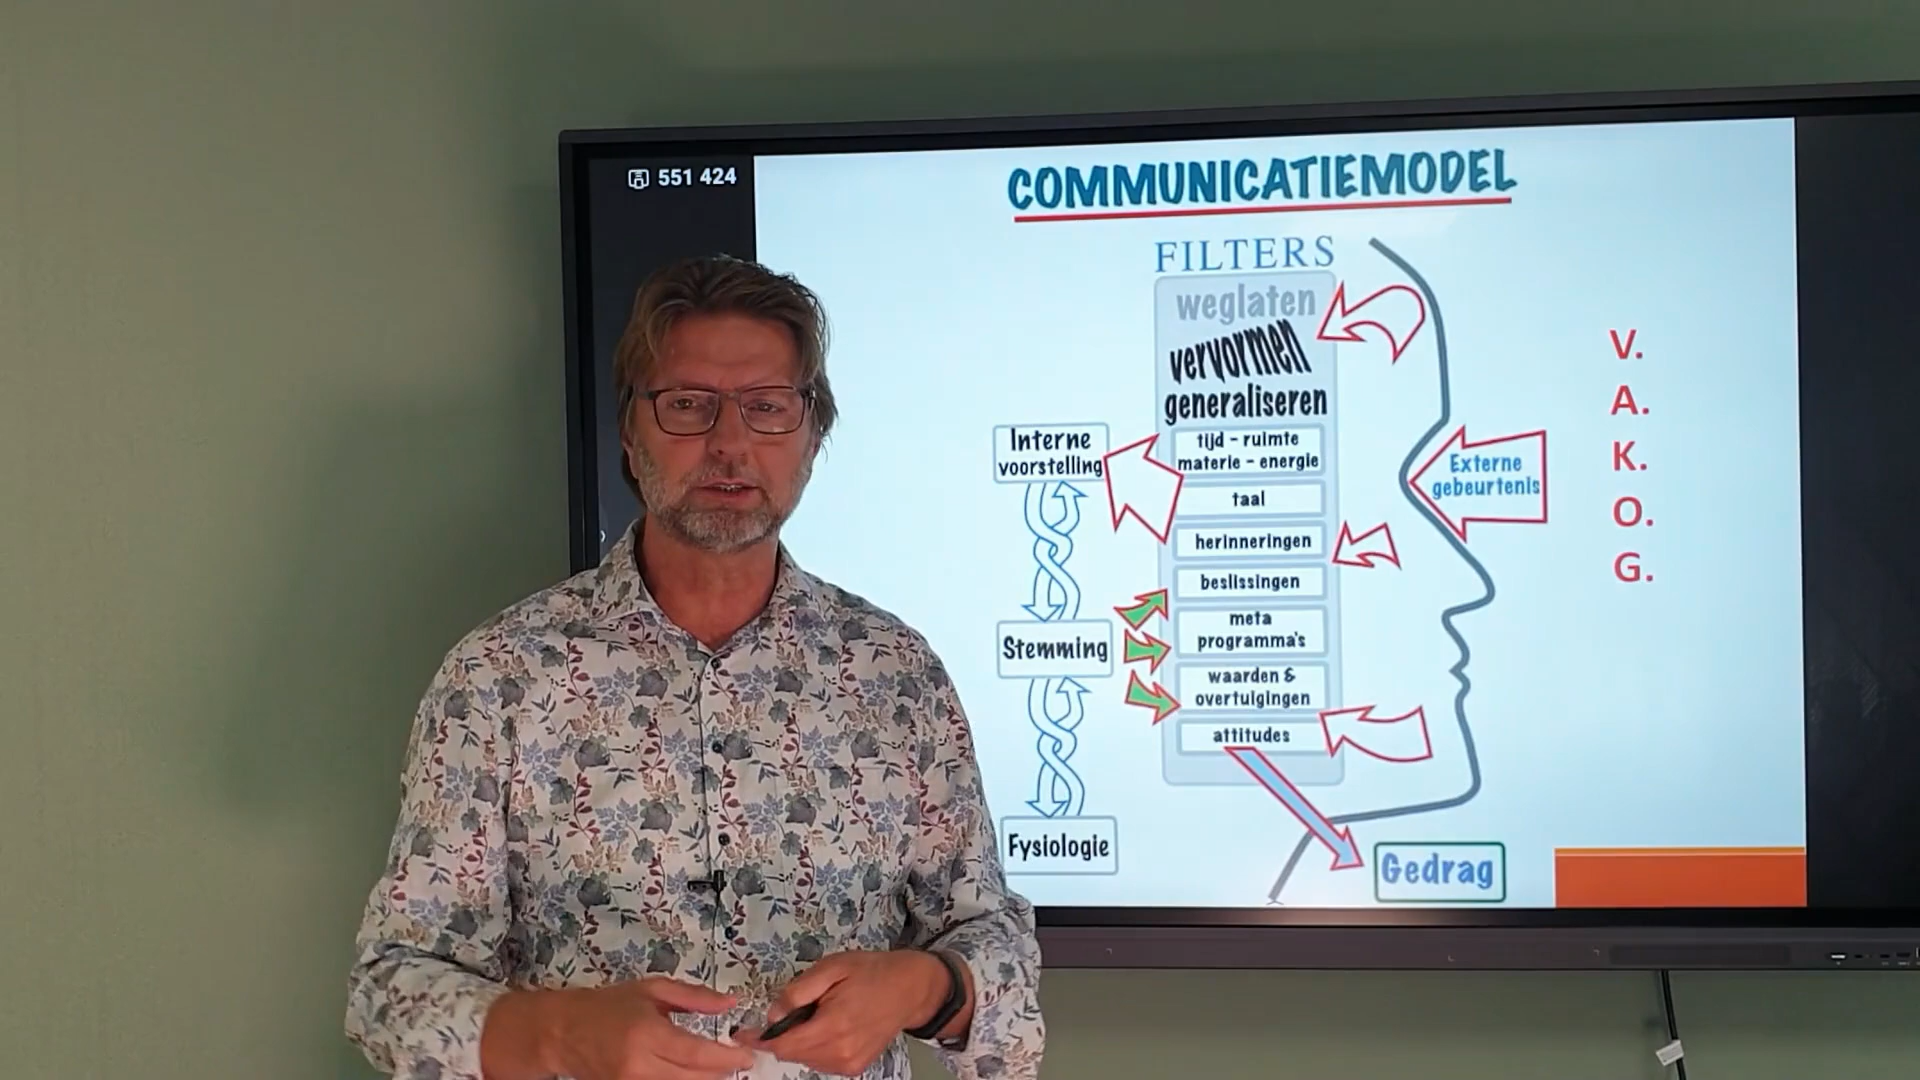 551 424
COMMUNICATIEMODEL
FILTERS
weglaten
vervormen
generaliseren
tijd - ruimte
materie - energie
taal
herinneringen
beslissingen
meta
programma's
waarden &
overtuigingen
attitudes
Interne
voorstelling
Stemming
Fysiologie
Externe
gebeurtenis
Gedrag
V.
A.
K.
O.
G.